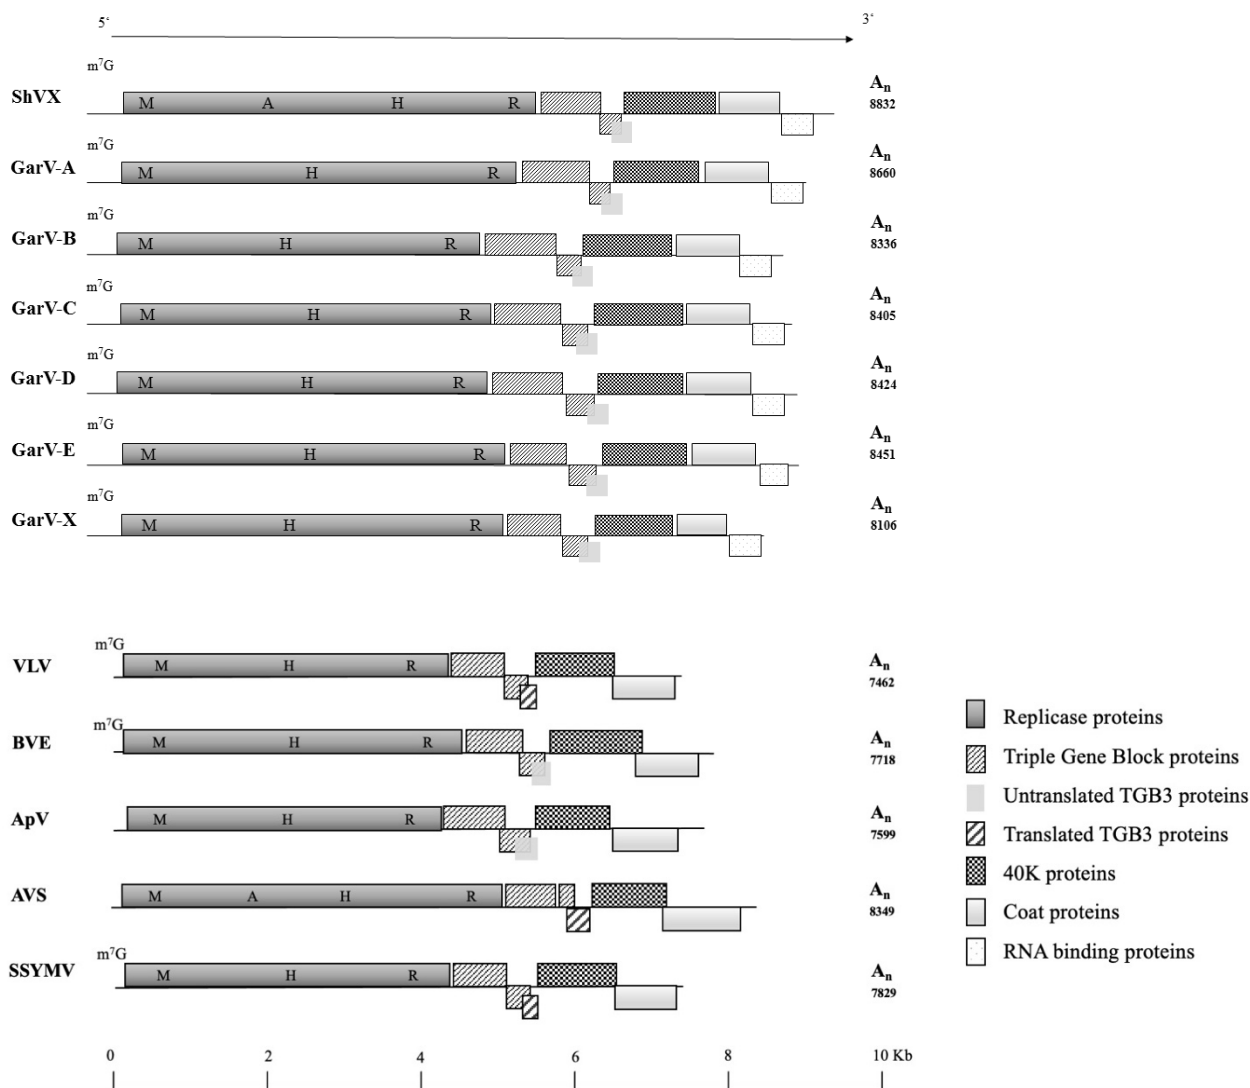 5‘ 3‘
m7G
ShVX M A H R An
8832
m7G
GarV-A M H R An
8660
m7G
GarV-B M H R An
8336
m7G
GarV-C M H R An
8405
m7G
GarV-D M H R An
8424
m7G
GarV-E M H R An
8451
m7G
GarV-X M H R An
8106
m7G
VLV M H R An
7462
m7G
BVE M H R An
7718
ApV M H R An
7599
AVS M A H R An
8349
m7G
SSYMV M H R An
7829
Replicase proteins
Triple Gene Block proteins
Untranslated TGB3 proteins
Translated TGB3 proteins
40K proteins
Coat proteins
RNA binding proteins
0 2 4 6 8 10 Kb